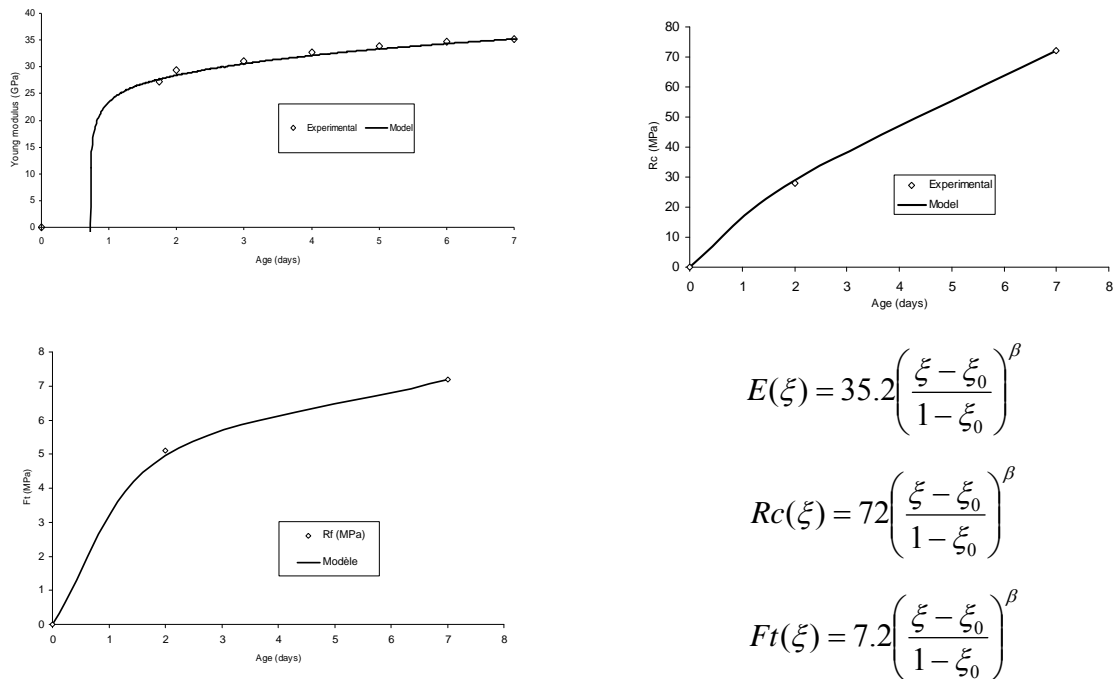 40
35
30
25
20
15
10
5
0
Young modulus (GPa)
Experimental Model
0 1 2 3 4 5 6 7
Age (days)
80
70
60
50
40
30
20
10
0
Rc (MPa)
Experimental
Model
0 1 2 3 4 5 6 7 8
Age (days)
8
7
6
5
4
3
2
1
0
Ft (MPa)
Rf (MPa)
Modèle
0 1 2 3 4 5 6 7 8
Age (days)
E(ξ) = 35.2((ξ − ξ₀)/(1 − ξ₀))^β
Rc(ξ) = 72((ξ − ξ₀)/(1 − ξ₀))^β
Ft(ξ) = 7.2((ξ − ξ₀)/(1 − ξ₀))^β